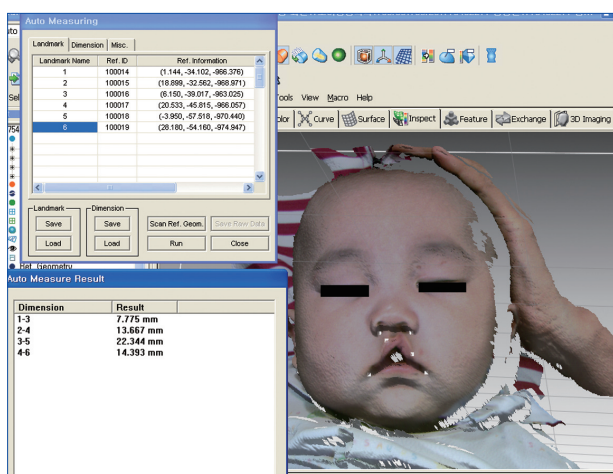 Auto Measuring
Landmark Dimension Misc.
Landmark Name Ref. ID Ref. Information
1 100014 (1.144, -34.102, -966.376)
2 100015 (18.899, -32.562, -968.971)
3 100016 (6.150, -39.017, -963.025)
4 100017 (20.533, -45.815, -966.057)
5 100018 (-3.950, -57.518, -970.440)
6 100019 (28.180, -54.160, -974.947)
Landmark Dimension
Save Save Scan Ref. Geom. Save Raw Data
Load Load Run Close
Tools View Macro Help
Curve Surface Inspect Feature Exchange 3D Imaging
Ref. Geometry
Auto Measure Result
Dimension Result
1-3 7.775 mm
2-4 13.667 mm
3-5 22.344 mm
4-6 14.393 mm